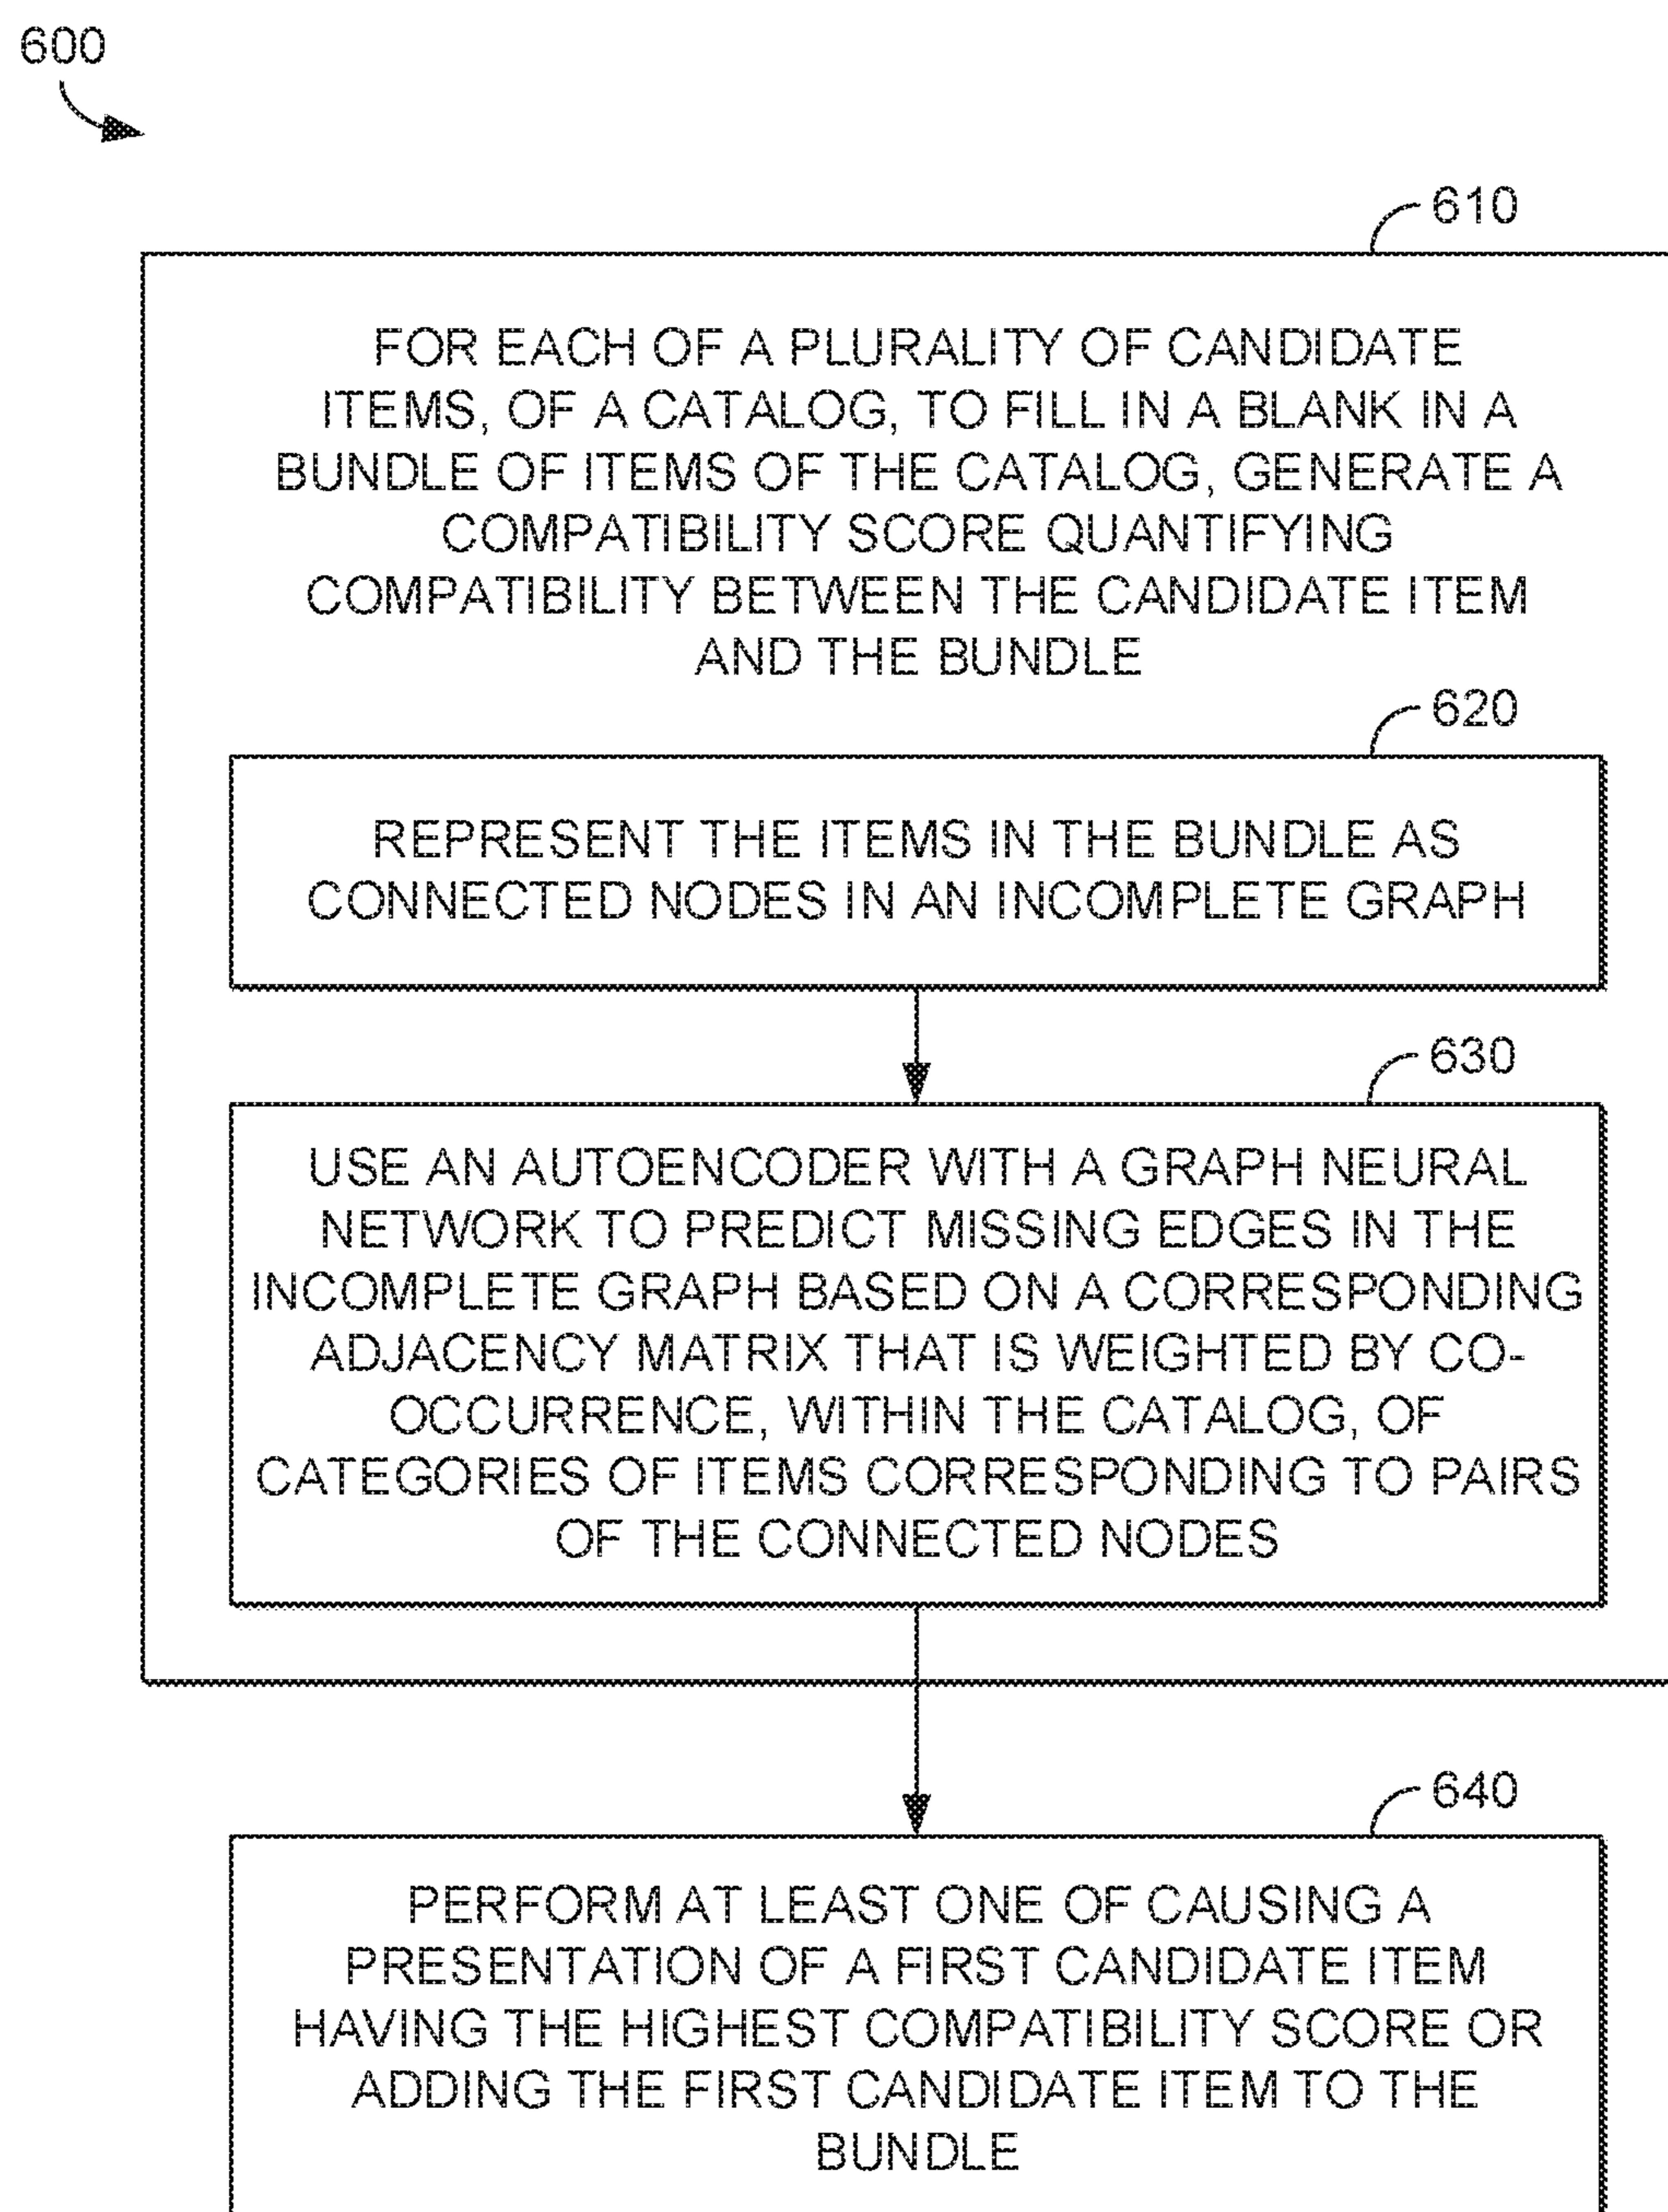 600
610
FOR EACH OF A PLURALITY OF CANDIDATE
ITEMS, OF A CATALOG, TO FILL IN A BLANK IN A
BUNDLE OF ITEMS OF THE CATALOG, GENERATE A
COMPATIBILITY SCORE QUANTIFYING
COMPATIBILITY BETWEEN THE CANDIDATE ITEM
AND THE BUNDLE
620
REPRESENT THE ITEMS IN THE BUNDLE AS
CONNECTED NODES IN AN INCOMPLETE GRAPH
630
USE AN AUTOENCODER WITH A GRAPH NEURAL
NETWORK TO PREDICT MISSING EDGES IN THE
INCOMPLETE GRAPH BASED ON A CORRESPONDING
ADJACENCY MATRIX THAT IS WEIGHTED BY CO-
OCCURRENCE, WITHIN THE CATALOG, OF
CATEGORIES OF ITEMS CORRESPONDING TO PAIRS
OF THE CONNECTED NODES
640
PERFORM AT LEAST ONE OF CAUSING A
PRESENTATION OF A FIRST CANDIDATE ITEM
HAVING THE HIGHEST COMPATIBILITY SCORE OR
ADDING THE FIRST CANDIDATE ITEM TO THE
BUNDLE